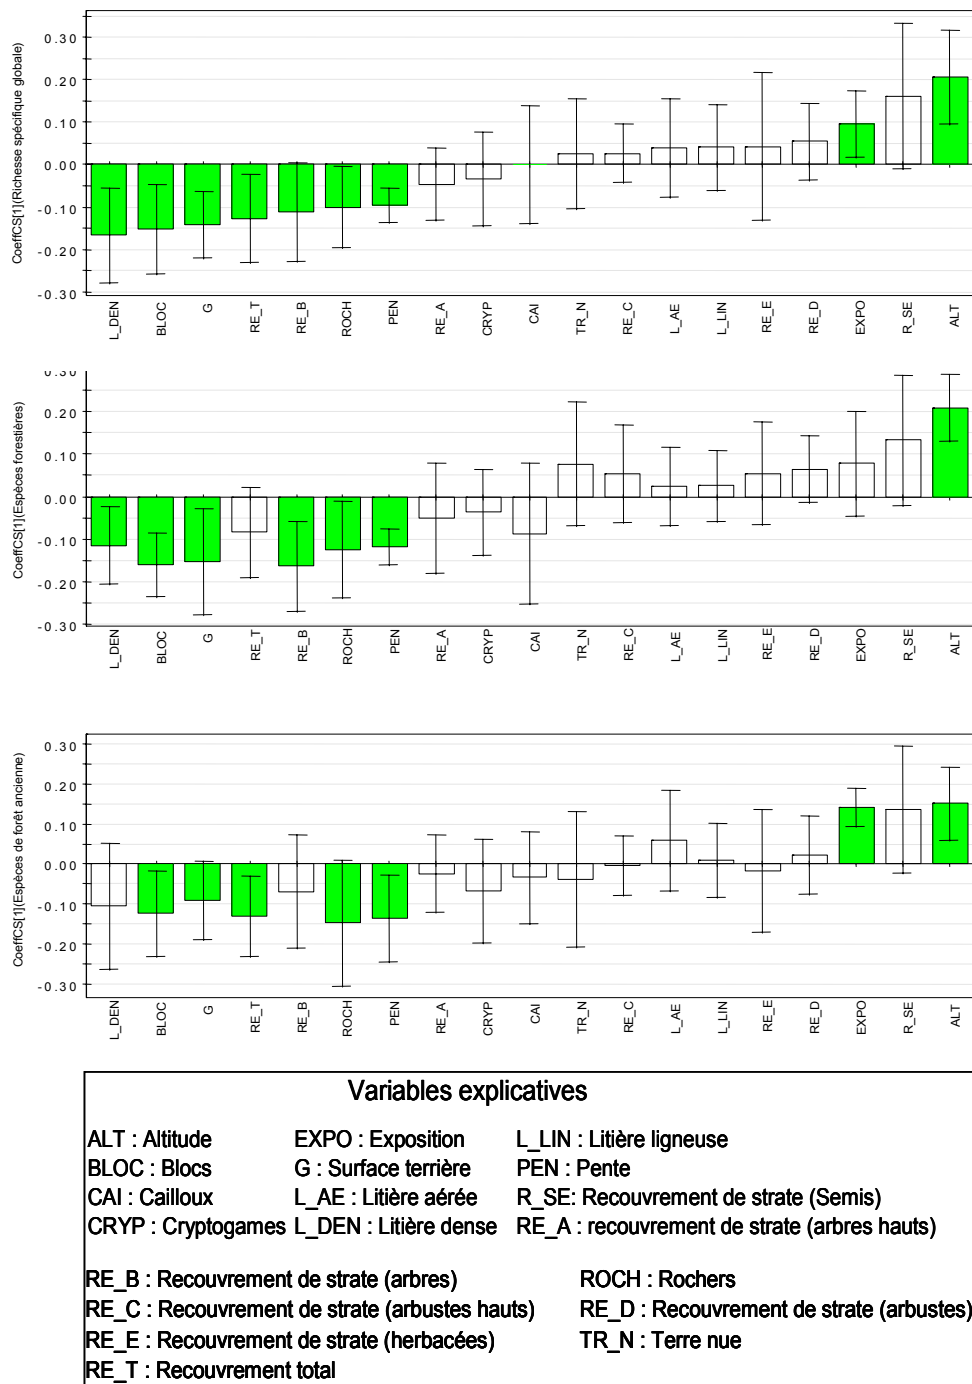 CoeffCS[1](Richesse spécifique globale)
0.30
0.20
0.10
0.00
-0.10
-0.20
-0.30
L_DEN BLOC G RE_T RE_B ROCH PEN RE_A CRYP CAI TR_N RE_C L_AE L_LIN RE_E RE_D EXPO R_SE ALT
CoeffCS[1](Espèces forestières)
0.30
0.20
0.10
0.00
-0.10
-0.20
-0.30
L_DEN BLOC G RE_T RE_B ROCH PEN RE_A CRYP CAI TR_N RE_C L_AE L_LIN RE_E RE_D EXPO R_SE ALT
CoeffCS[1](Espèces de forêt ancienne)
0.30
0.20
0.10
0.00
-0.10
-0.20
-0.30
L_DEN BLOC G RE_T RE_B ROCH PEN RE_A CRYP CAI TR_N RE_C L_AE L_LIN RE_E RE_D EXPO R_SE ALT
Variables explicatives
ALT : Altitude EXPO : Exposition L_LIN : Litière ligneuse
BLOC : Blocs G : Surface terrière PEN : Pente
CAI : Cailloux L_AE : Litière aérée R_SE: Recouvrement de strate (Semis)
CRYP : Cryptogames L_DEN : Litière dense RE_A : recouvrement de strate (arbres hauts)
RE_B : Recouvrement de strate (arbres) ROCH : Rochers
RE_C : Recouvrement de strate (arbustes hauts) RE_D : Recouvrement de strate (arbustes)
RE_E : Recouvrement de strate (herbacées) TR_N : Terre nue
RE_T : Recouvrement total